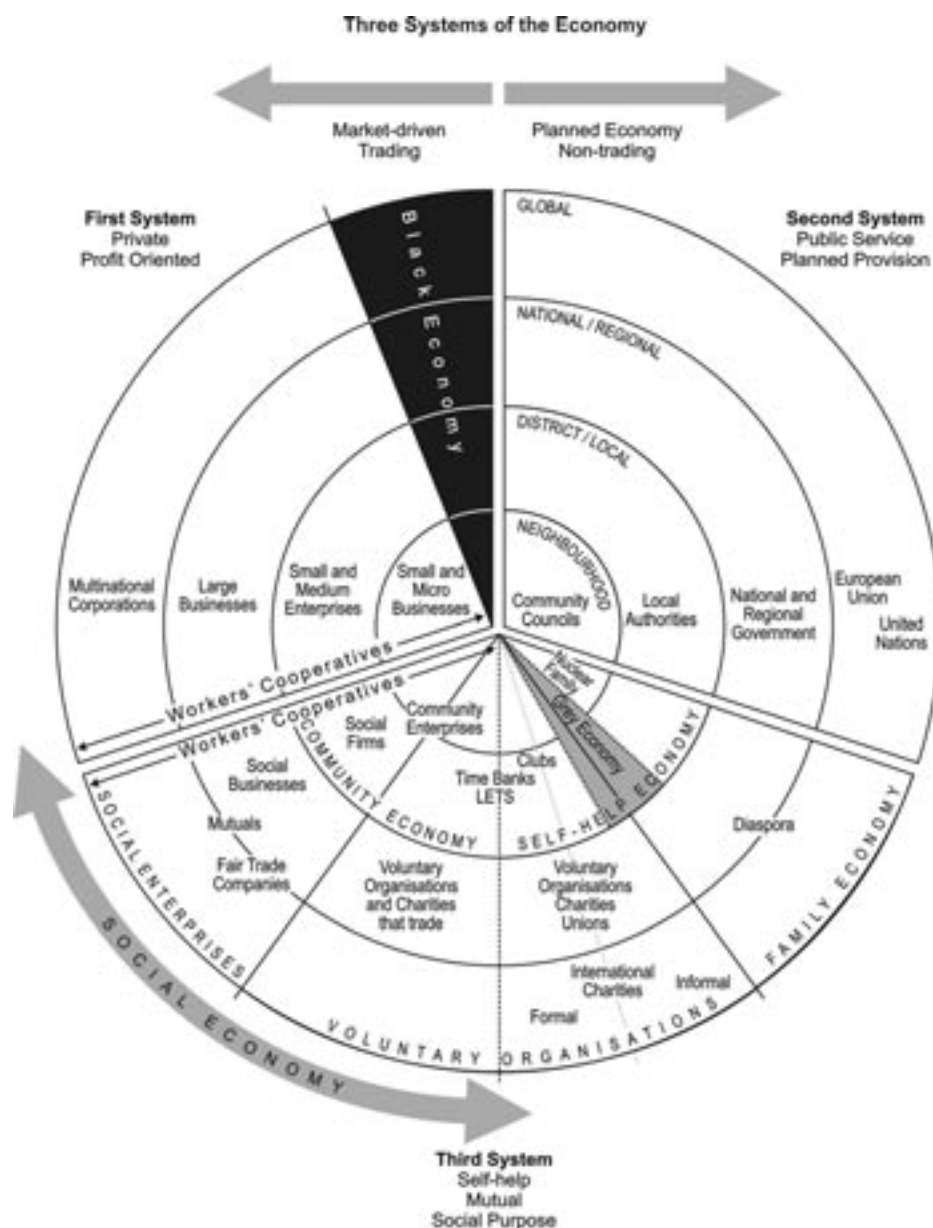 Three Systems of the Economy
Market-driven
Trading
Planned Economy
Non-trading
First System
Private
Profit Oriented
Second System
Public Service
Planned Provision
Black Economy
GLOBAL
NATIONAL / REGIONAL
DISTRICT / LOCAL
NEIGHBOURHOOD
Multinational
Corporations
Large
Businesses
Small and
Medium
Enterprises
Small and
Micro
Businesses
Community
Councils
Local
Authorities
National and
Regional
Government
European
Union
United
Nations
Workers' Cooperatives
Workers' Cooperatives
Nuclear
Family
Grey Economy
Community
Enterprises
Social
Firms
Social
Businesses
Mutuals
Fair Trade
Companies
Clubs
Time Banks
LETS
COMMUNITY ECONOMY
SELF-HELP ECONOMY
Diaspora
Voluntary
Organisations
and Charities
that trade
Voluntary
Organisations
Charities
Unions
International
Charities
Informal
Formal
SOCIAL ENTERPRISES
VOLUNTARY ORGANISATIONS
FAMILY ECONOMY
SOCIAL ECONOMY
Third System
Self-help
Mutual
Social Purpose